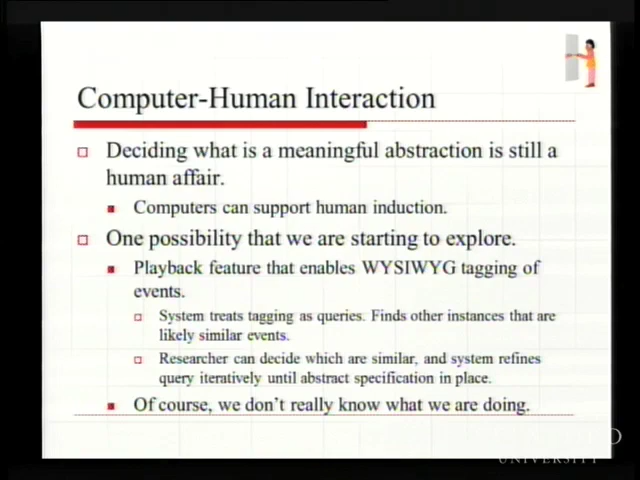 Computer-Human Interaction
Deciding what is a meaningful abstraction is still a
human affair.
Computers can support human induction.
One possibility that we are starting to explore.
Playback feature that enables WYSIWYG tagging of
events.
System treats tagging as queries. Finds other instances that are
likely similar events.
Researcher can decide which are similar, and system refines
query iteratively until abstract specification in place.
Of course, we don't really know what we are doing.
UNIVERSITY